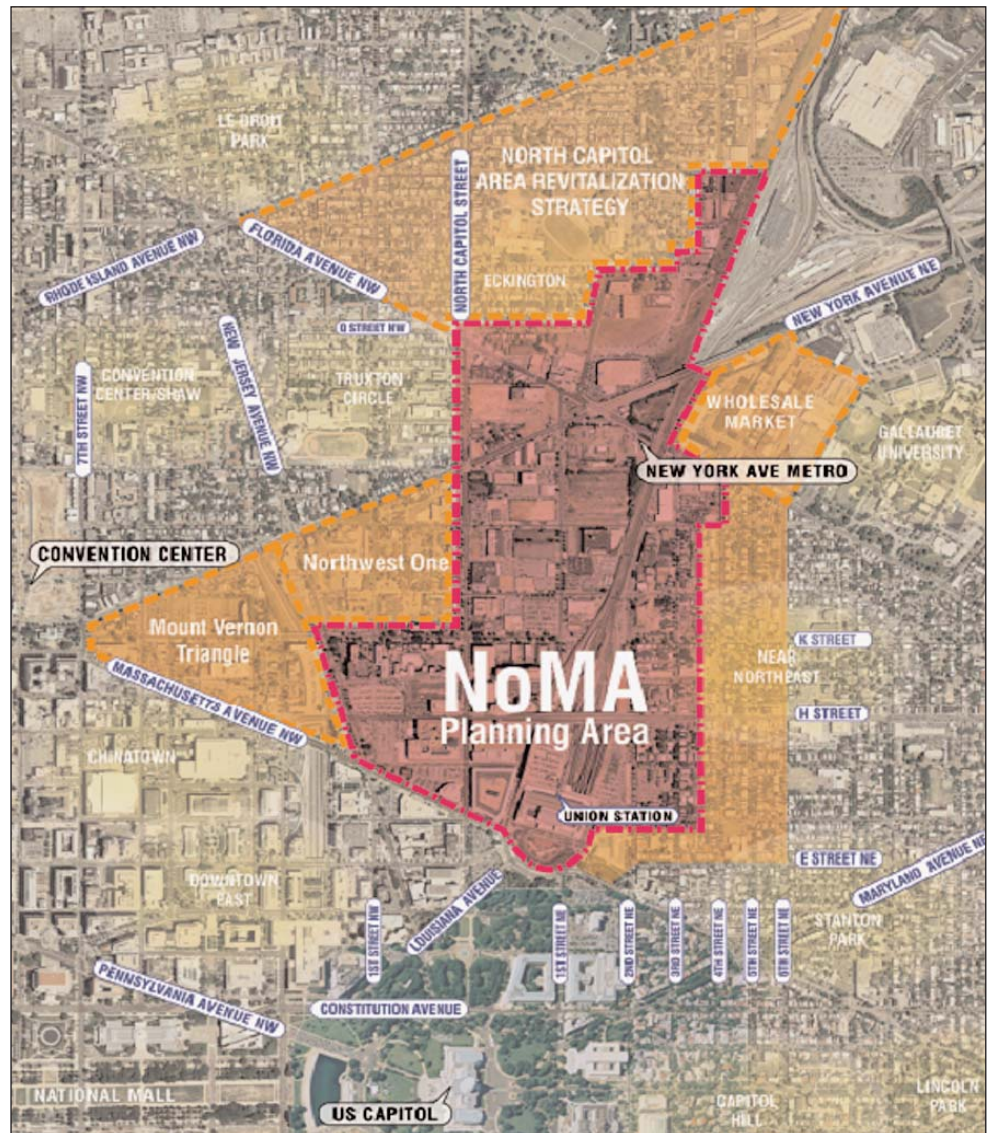 LE DROIT
PARK
NORTH CAPITOL
AREA REVITALIZATION
STRATEGY
NORTH CAPITOL STREET
RHODE ISLAND AVENUE NW
FLORIDA AVENUE NW
ECKINGTON
NEW YORK AVENUE NE
Q STREET NW
NEW JERSEY AVENUE NW
7TH STREET NW
CONVENTION
CENTER/SHAW
TRUXTON
CIRCLE
WHOLESALE
MARKET
GALLAUDET
UNIVERSITY
NEW YORK AVE METRO
CONVENTION CENTER
Northwest One
Mount Vernon
Triangle
K STREET
NEAR
NORTHEAST
NoMA
Planning Area
MASSACHUSETTS AVENUE NW
H STREET
CHINATOWN
UNION STATION
E STREET NE
MARYLAND AVENUE NE
DOWNTOWN
EAST
1ST STREET NW
LOUISIANA AVENUE
1ST STREET NE
2ND STREET NE
3RD STREET NE
4TH STREET NE
5TH STREET NE
6TH STREET NE
STANTON
PARK
PENNSYLVANIA AVENUE NW
CONSTITUTION AVENUE
NATIONAL MALL
US CAPITOL
CAPITOL
HILL
LINCOLN
PARK